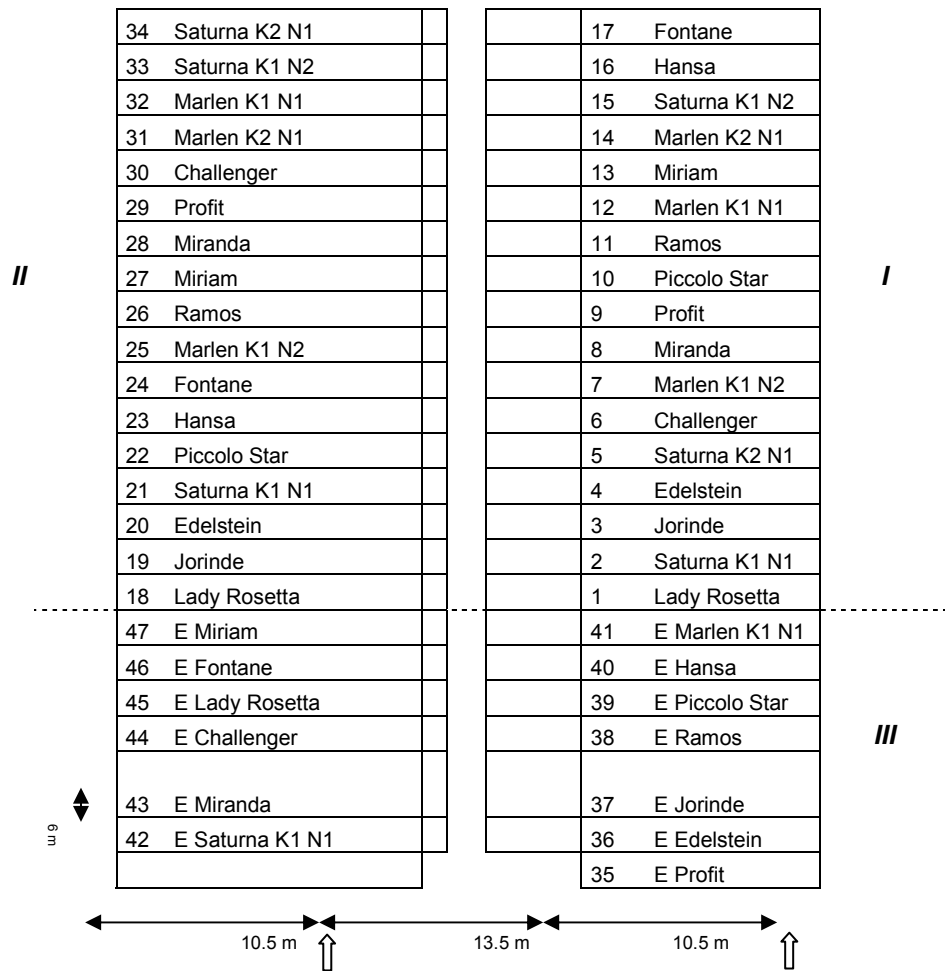 34 Saturna K2 N1 17 Fontane
33 Saturna K1 N2 16 Hansa
32 Marlen K1 N1 15 Saturna K1 N2
31 Marlen K2 N1 14 Marlen K2 N1
30 Challenger 13 Miriam
29 Profit 12 Marlen K1 N1
28 Miranda 11 Ramos
II 27 Miriam 10 Piccolo Star I
26 Ramos 9 Profit
25 Marlen K1 N2 8 Miranda
24 Fontane 7 Marlen K1 N2
23 Hansa 6 Challenger
22 Piccolo Star 5 Saturna K2 N1
21 Saturna K1 N1 4 Edelstein
20 Edelstein 3 Jorinde
19 Jorinde 2 Saturna K1 N1
18 Lady Rosetta 1 Lady Rosetta
47 E Miriam 41 E Marlen K1 N1
46 E Fontane 40 E Hansa
45 E Lady Rosetta 39 E Piccolo Star
44 E Challenger 38 E Ramos III
43 E Miranda 37 E Jorinde
6 m 42 E Saturna K1 N1 36 E Edelstein
35 E Profit
10.5 m 13.5 m 10.5 m